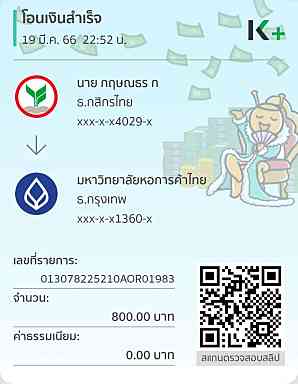 โอนเงินสำเร็จ
19 มี.ค. 66 22:52 น.
K+
นาย กฤษณธร ก
ธ.กสิกรไทย
xxx-x-x4029-x
มหาวิทยาลัยหอการค้าไทย
ธ.กรุงเทพ
xxx-x-x1360-x
เลขที่รายการ:
013078225210AOR01983
จำนวน:
800.00 บาท
ค่าธรรมเนียม:
0.00 บาท
สแกนตรวจสอบสลิป